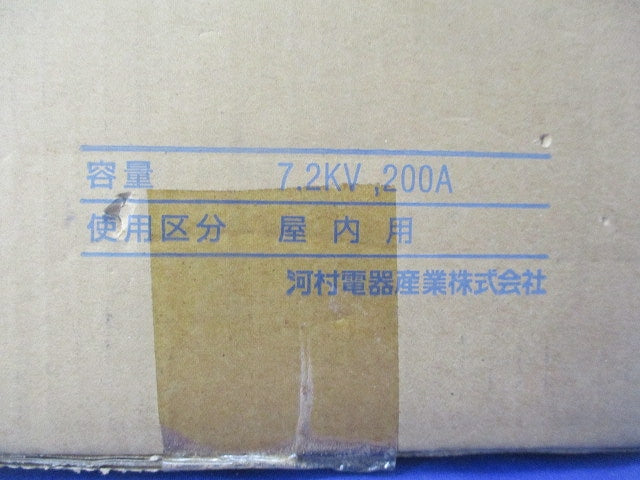 容量 7.2KV,200A
使用区分 屋内用
河村電器産業株式会社